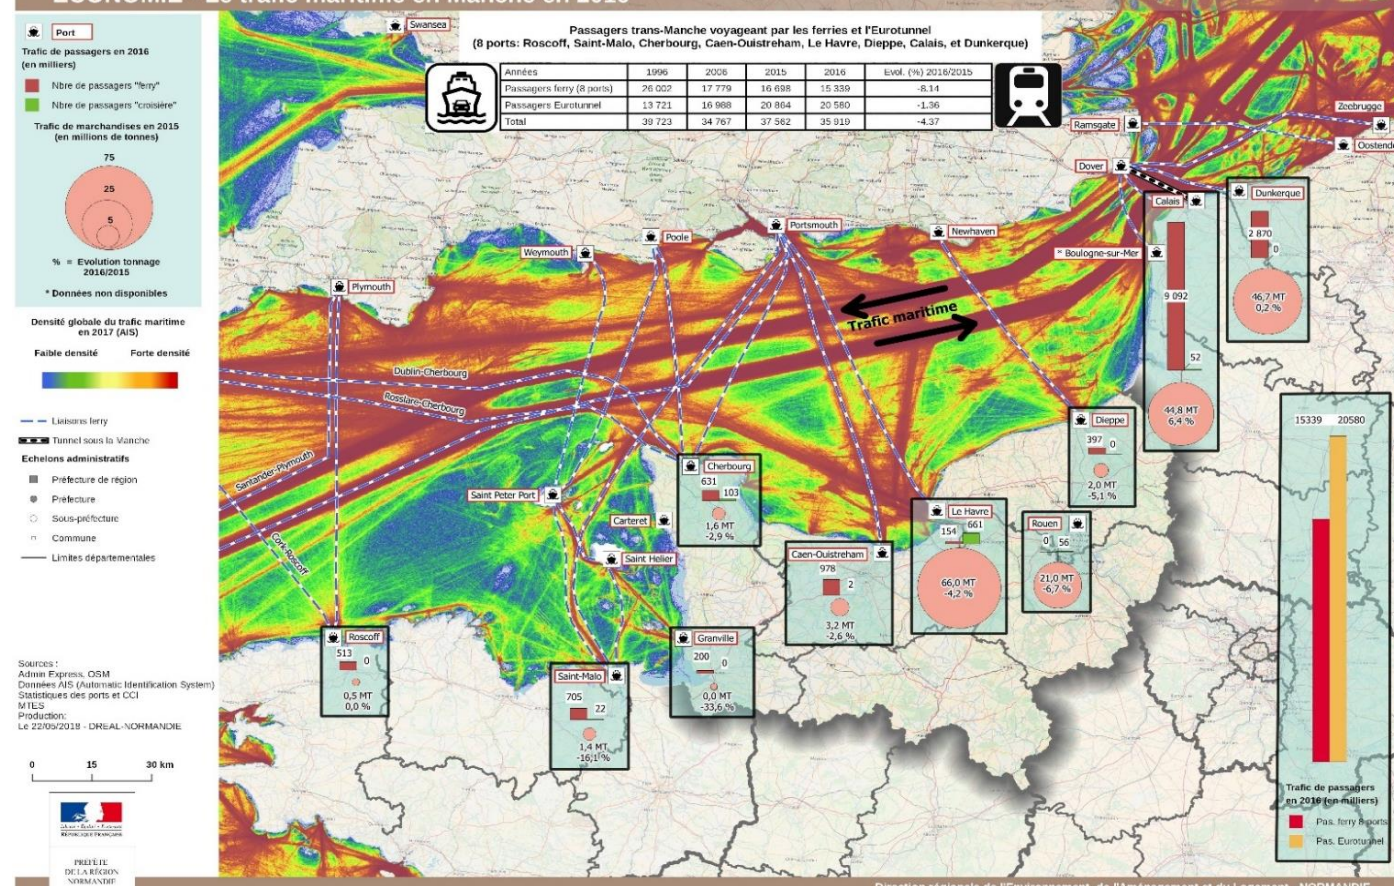 ECONOMIE - Le trafic maritime en Manche en 2016
Port
Trafic de passagers en 2016
(en milliers)
Nbre de passagers "ferry"
Nbre de passagers "croisière"
Trafic de marchandises en 2015
(en millions de tonnes)
75
25
5
% = Evolution tonnage
2016/2015
* Données non disponibles
Densité globale du trafic maritime
en 2017 (AIS)
Faible densité Forte densité
Liaisons ferry
Tunnel sous la Manche
Echelons administratifs
Préfecture de région
Préfecture
Sous-préfecture
Commune
Limites départementales
Sources :
Admin Express, OSM
Données AIS (Automatic Identification System)
Statistiques des ports et CCI
MTES
Production:
Le 22/05/2018 - DREAL-NORMANDIE
0 15 30 km
RÉPUBLIQUE FRANÇAISE
PRÉFÈTE
DE LA RÉGION
NORMANDIE
Passagers trans-Manche voyageant par les ferries et l'Eurotunnel
(8 ports: Roscoff, Saint-Malo, Cherbourg, Caen-Ouistreham, Le Havre, Dieppe, Calais, et Dunkerque)
Années 1996 2006 2015 2016 Evol. (%) 2016/2015
Passagers ferry (8 ports) 26 002 17 779 16 698 15 339 -8.14
Passagers Eurotunnel 13 721 16 988 20 864 20 580 -1.36
Total 39 723 34 767 37 562 35 919 -4.37
Swansea
Zeebrugge
Ramsgate
Oostende
Dover
Dunkerque
2 870
0
46,7 MT
0,2 %
Calais
9 092
52
44,8 MT
6,4 %
* Boulogne-sur-Mer
Newhaven
Portsmouth
Poole
Weymouth
Plymouth
Trafic maritime
Dublin-Cherbourg
Rosslare-Cherbourg
Santander-Plymouth
Cork-Roscoff
Saint Peter Port
Carteret
Saint Helier
Cherbourg
631
103
1,6 MT
-2,9 %
Dieppe
397 0
2,0 MT
-5,1 %
Le Havre
154 661
66,0 MT
-4,2 %
Rouen
0 56
21,0 MT
-6,7 %
Caen-Ouistreham
978
2
3,2 MT
-2,6 %
Granville
200 0
0,0 MT
-33,6 %
Saint-Malo
705
22
1,4 MT
-16,1 %
Roscoff
513
0
0,5 MT
0,0 %
15339 20580
Trafic de passagers
en 2016 (en milliers)
Pas. ferry 8 ports
Pas. Eurotunnel